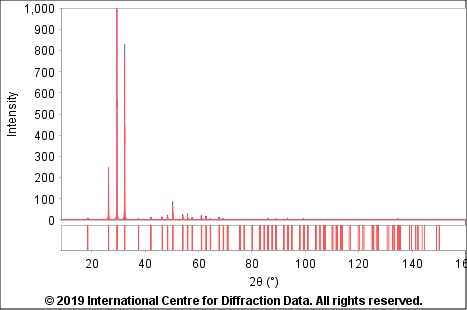 1,000
900
800
700
600
500
400
300
200
100
0
Intensity
20 40 60 80 100 120 140 16
2θ (°)
© 2019 International Centre for Diffraction Data. All rights reserved.